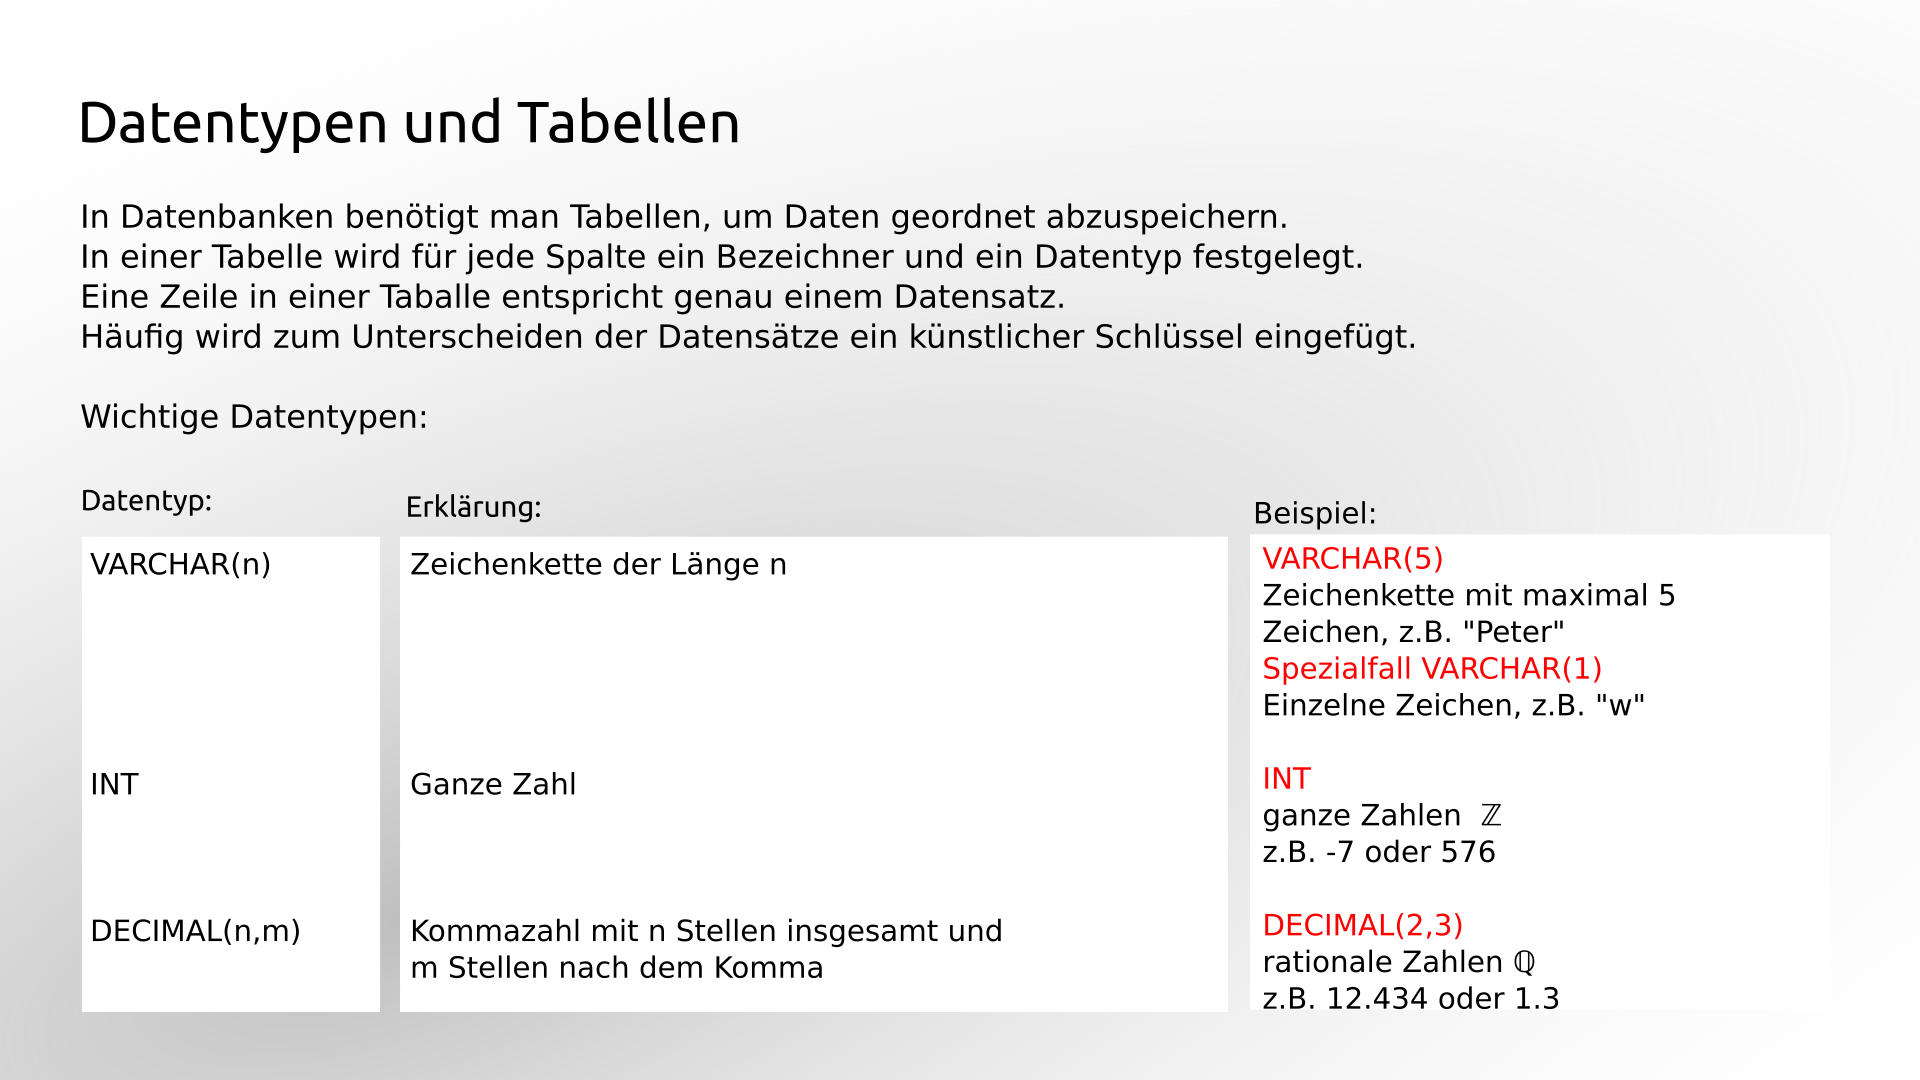 Datentypen und Tabellen
In Datenbanken benötigt man Tabellen, um Daten geordnet abzuspeichern.
In einer Tabelle wird für jede Spalte ein Bezeichner und ein Datentyp festgelegt.
Eine Zeile in einer Taballe entspricht genau einem Datensatz.
Häufig wird zum Unterscheiden der Datensätze ein künstlicher Schlüssel eingefügt.
Wichtige Datentypen:
Datentyp:
VARCHAR(n)
INT
DECIMAL(n,m)
Erklärung:
Zeichenkette der Länge n
Ganze Zahl
Kommazahl mit n Stellen insgesamt und
m Stellen nach dem Komma
Beispiel:
VARCHAR(5)
Zeichenkette mit maximal 5
Zeichen, z.B. "Peter"
Spezialfall VARCHAR(1)
Einzelne Zeichen, z.B. "w"
INT
ganze Zahlen ℤ
z.B. -7 oder 576
DECIMAL(2,3)
rationale Zahlen ℚ
z.B. 12.434 oder 1.3